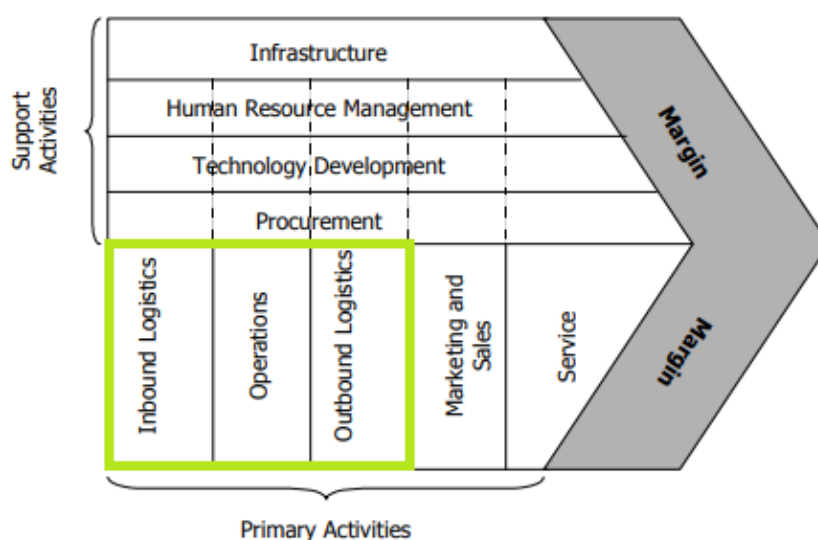 Support
Activities
Infrastructure
Human Resource Management
Technology Development
Procurement
Inbound Logistics
Operations
Outbound Logistics
Marketing and
Sales
Service
Margin
Margin
Primary Activities